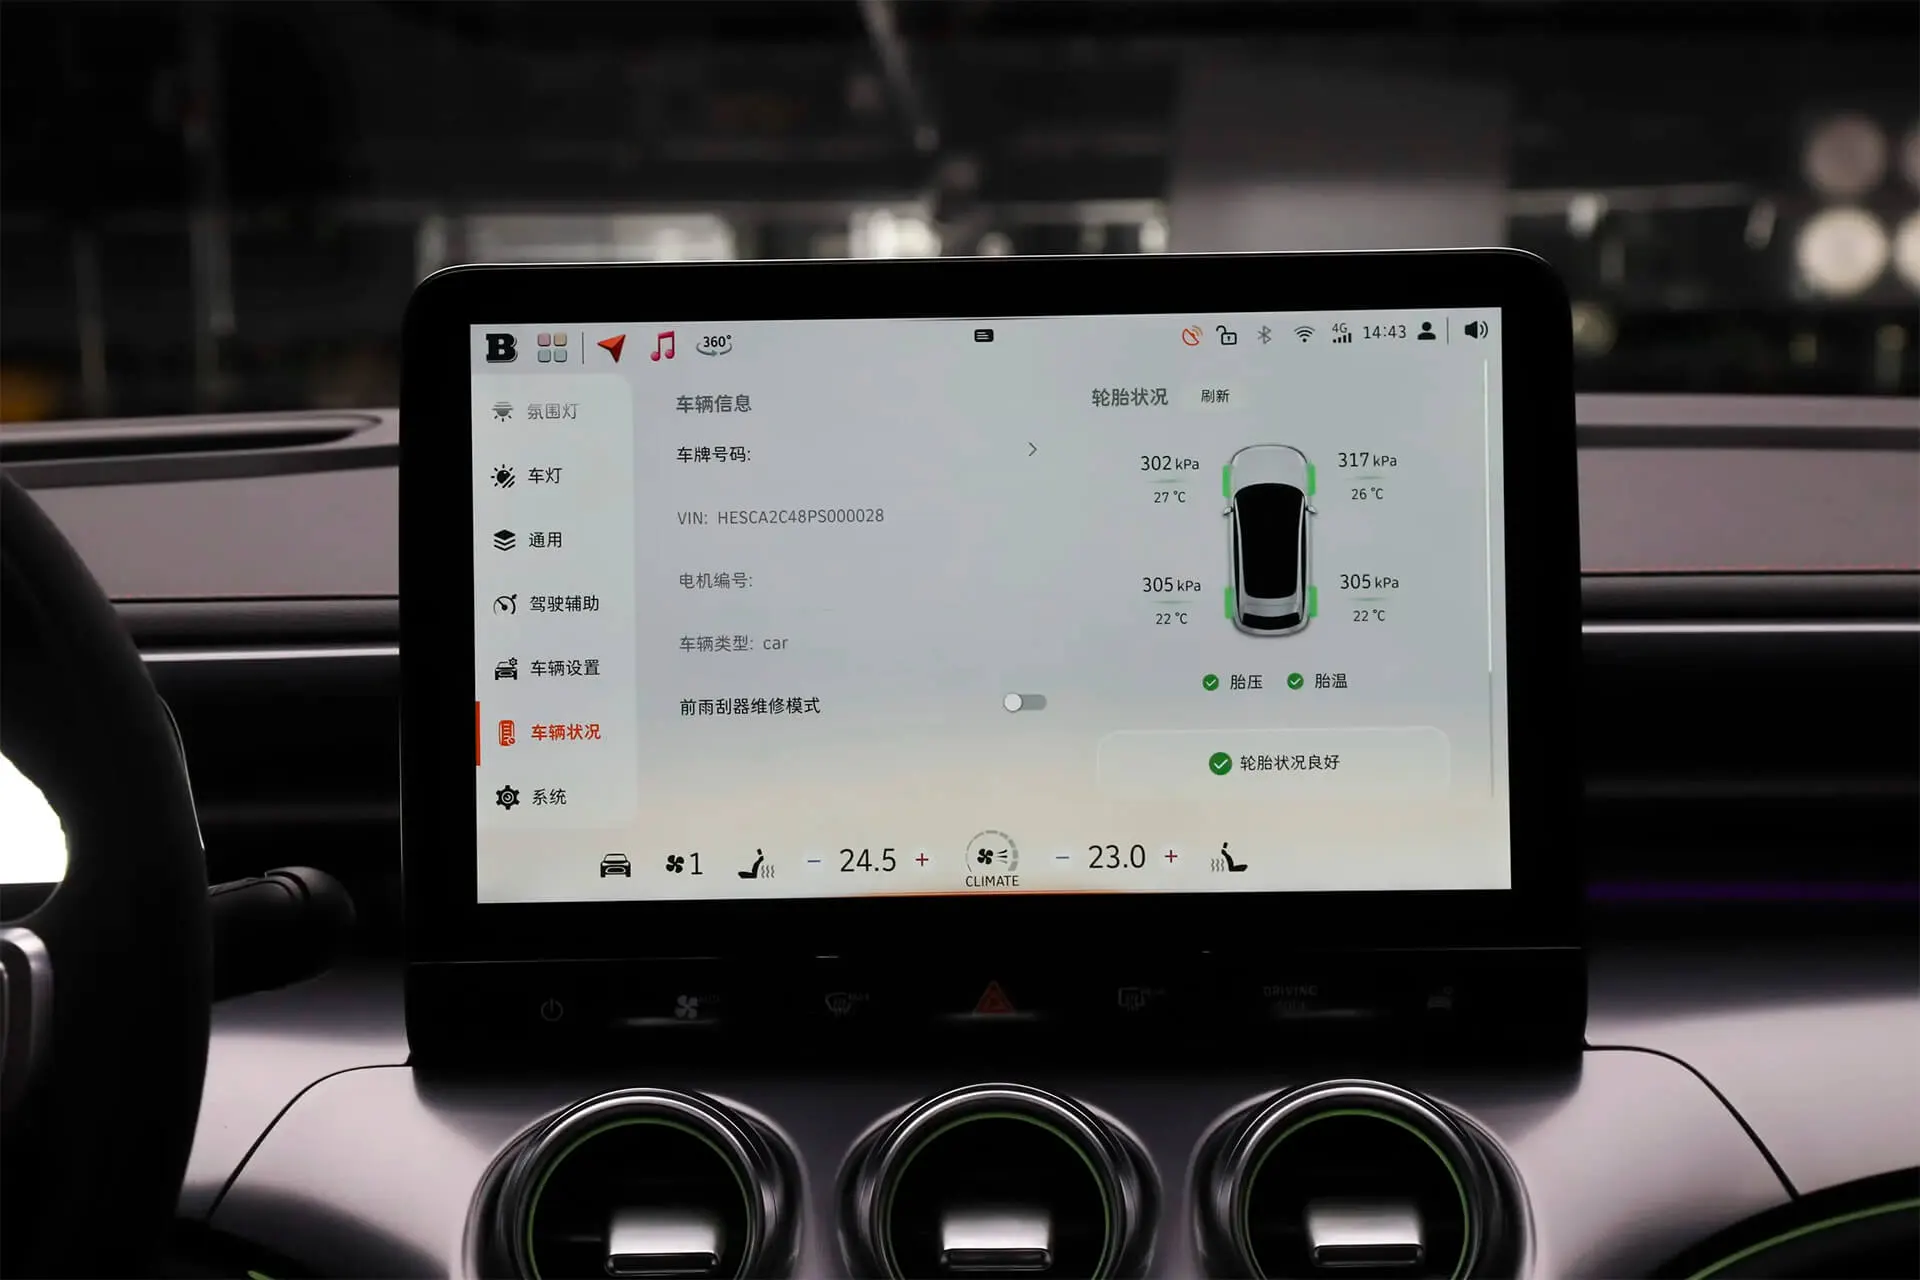 B
360°
4G
14:43
氛围灯
车灯
通用
驾驶辅助
车辆设置
车辆状况
系统
车辆信息
车牌号码:
VIN: HESCA2C48PS000028
电机编号:
车辆类型: car
前雨刮器维修模式
轮胎状况 刷新
302 kPa 317 kPa
27 ℃ 26 ℃
305 kPa 305 kPa
22 ℃ 22 ℃
胎压 胎温
轮胎状况良好
1 − 24.5 + − 23.0 +
CLIMATE
DRIVING